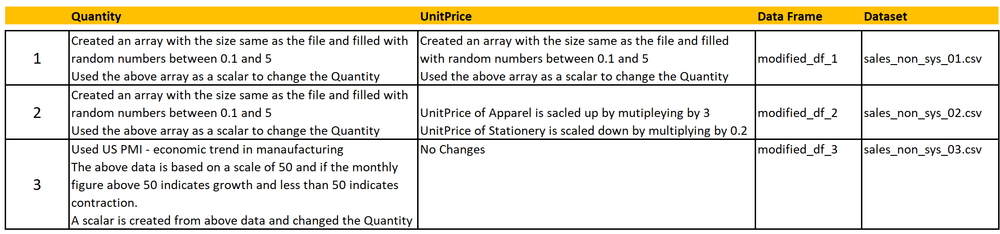 Quantity UnitPrice Data Frame Dataset
1
Created an array with the size same as the file and filled with
random numbers between 0.1 and 5
Used the above array as a scalar to change the Quantity
Created an array with the size same as the file and filled
with random numbers between 0.1 and 5
Used the above array as a scalar to change the Quantity
modified_df_1
sales_non_sys_01.csv
2
Created an array with the size same as the file and filled with
random numbers between 0.1 and 5
Used the above array as a scalar to change the Quantity
UnitPrice of Apparel is sacled up by mutipleying by 3
UnitPrice of Stationery is scaled down by multiplying by 0.2
modified_df_2
sales_non_sys_02.csv
3
Used US PMI - economic trend in manaufacturing
The above data is based on a scale of 50 and if the monthly
figure above 50 indicates growth and less than 50 indicates
contraction.
A scalar is created from above data and changed the Quantity
No Changes
modified_df_3
sales_non_sys_03.csv